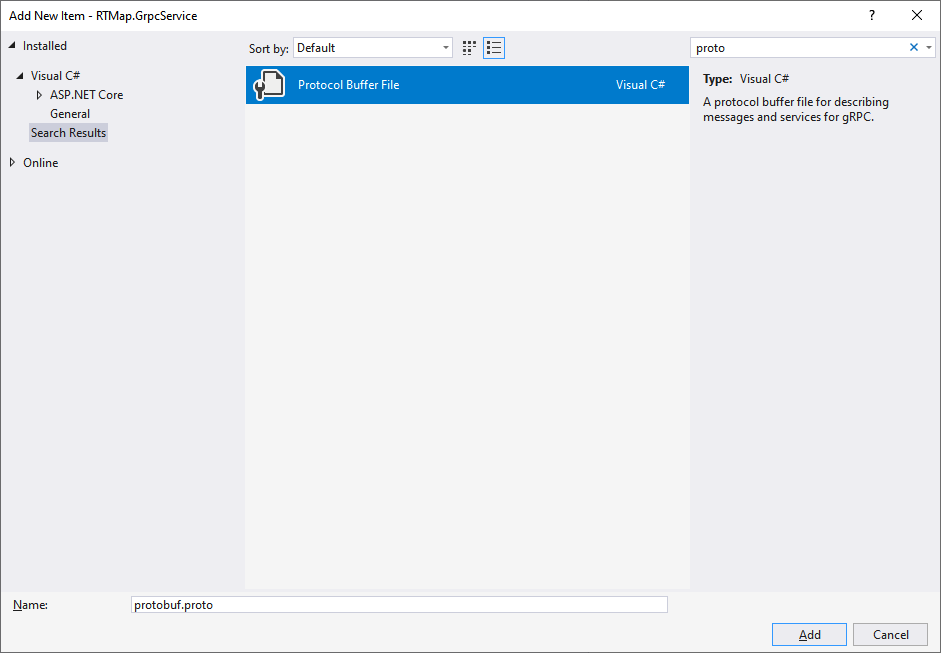 Add New Item - RTMap.GrpcService
?
Installed
Visual C#
ASP.NET Core
General
Search Results
Online
Sort by: Default
Protocol Buffer File Visual C#
proto
Type: Visual C#
A protocol buffer file for describing
messages and services for gRPC.
Name: protobuf.proto
Add Cancel